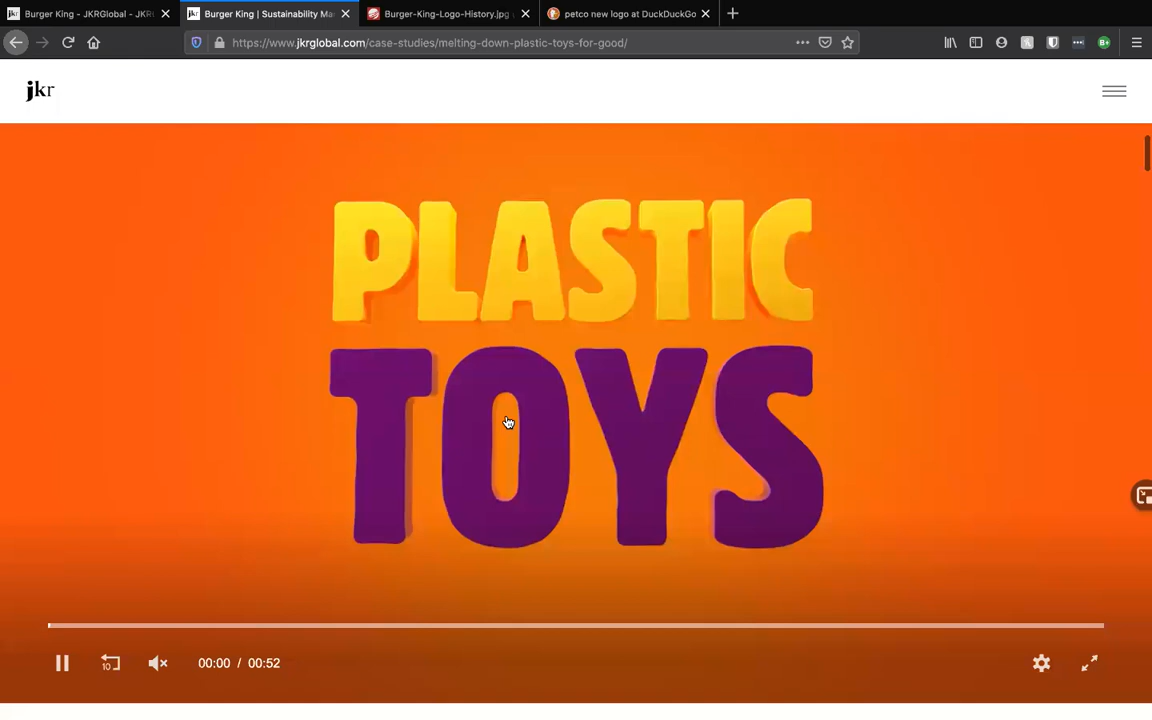 Burger King - JKRGlobal - JKR
Burger King | Sustainability Ma
Burger-King-Logo-History.jpg
petco new logo at DuckDuckGo
https://www.jkrglobal.com/case-studies/melting-down-plastic-toys-for-good/
jkr
PLASTIC
TOYS
10
00:00 / 00:52